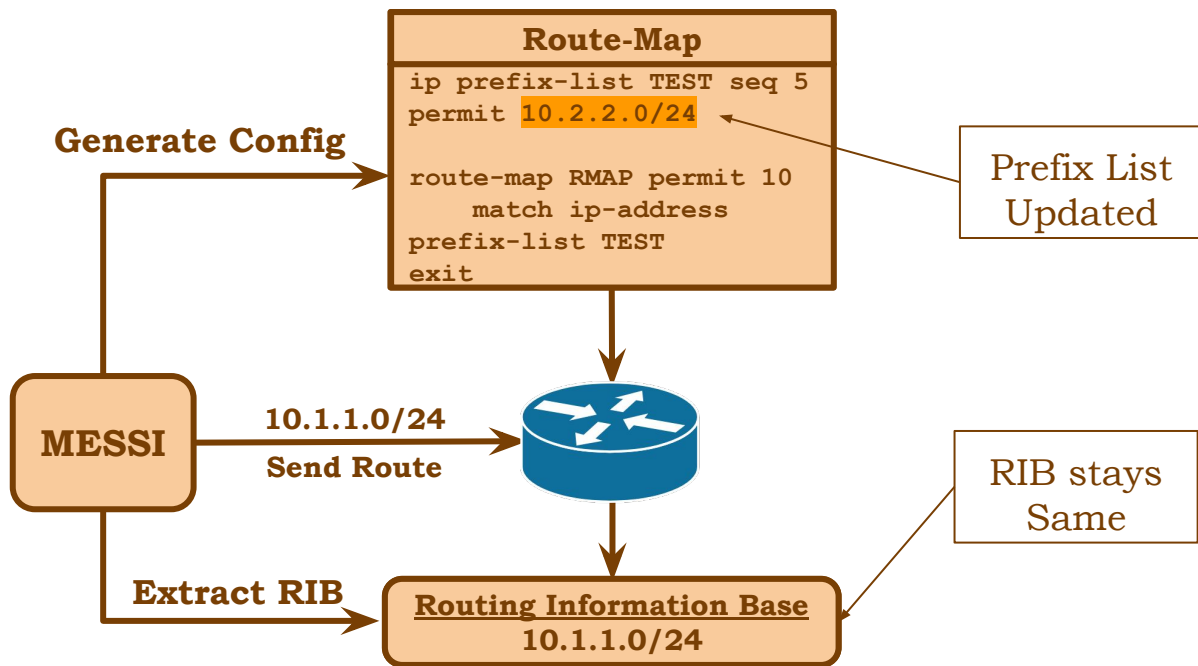 Route-Map
ip prefix-list TEST seq 5
permit 10.2.2.0/24
route-map RMAP permit 10
match ip-address
prefix-list TEST
exit
Generate Config
Prefix List
Updated
MESSI
10.1.1.0/24
Send Route
RIB stays
Same
Extract RIB
Routing Information Base
10.1.1.0/24